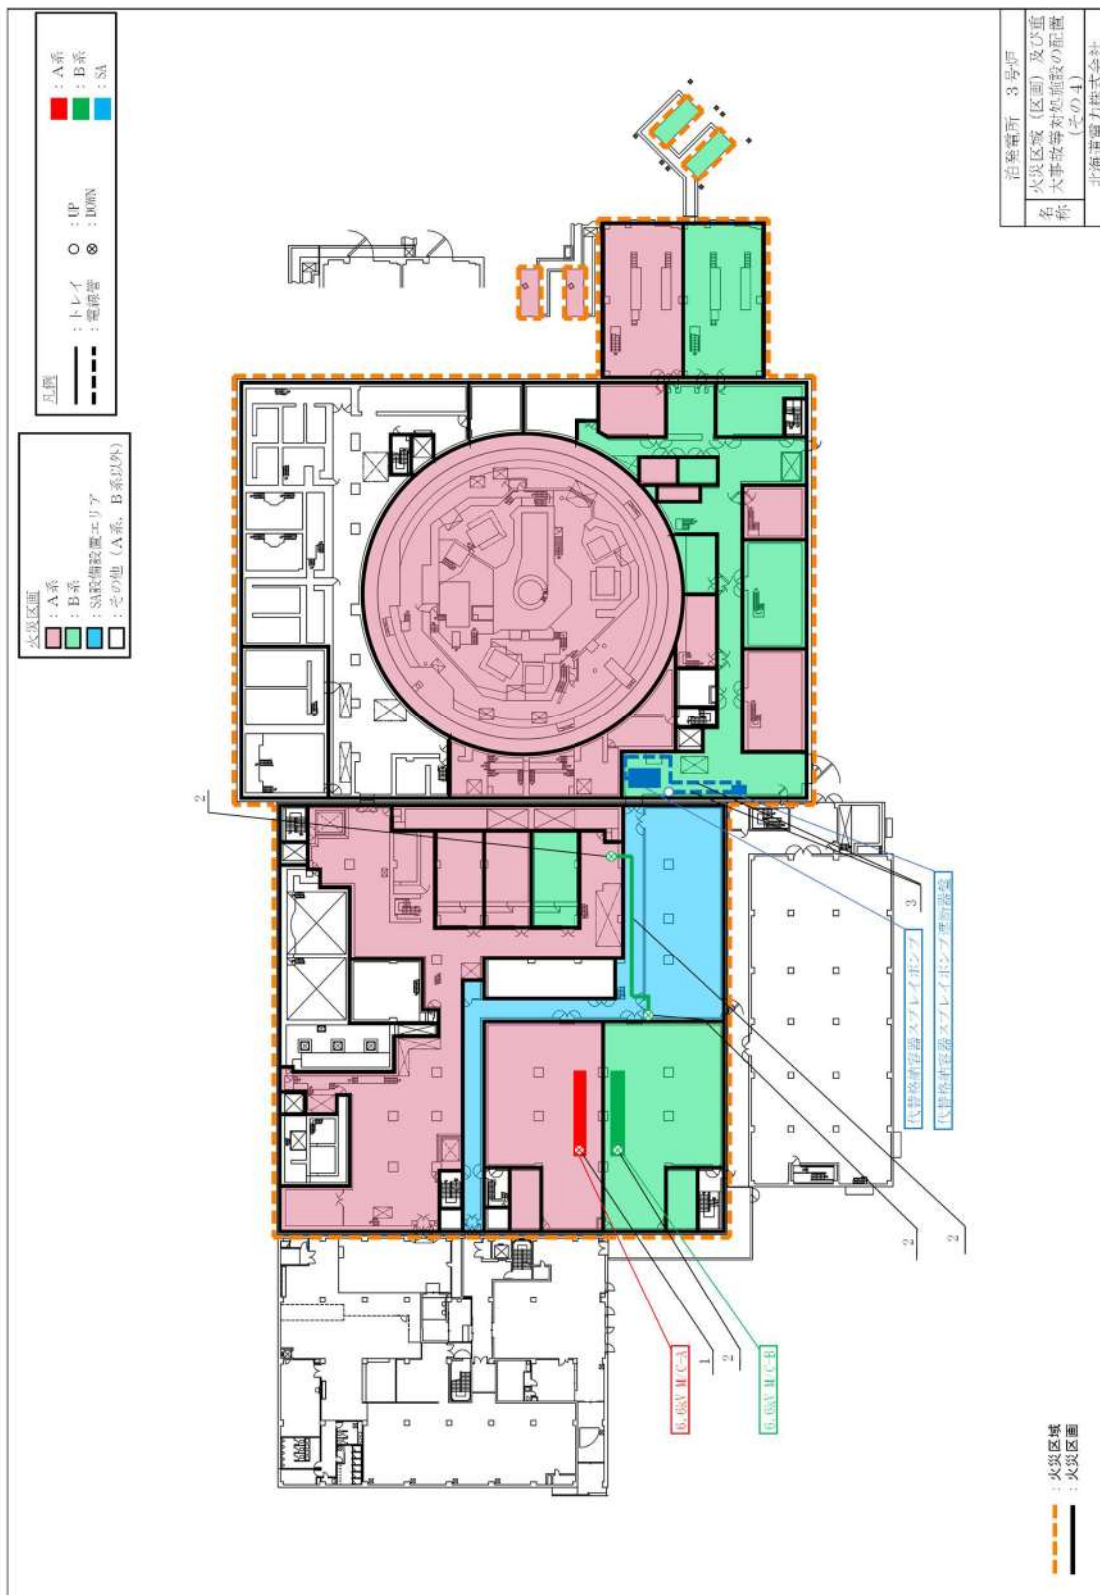 凡例
：トレイ
：電線管
○：UP
⊗：DOWN
：A系
：B系
：SA
火災区画
：A系
：B系
：SA設備設置エリア
：その他（A系，B系以外）
2
3
代替格納容器スプレイポンプ
代替格納容器スプレイポンプ遮断器盤
2
2
6.6kV M/C-A
1
2
6.6kV M/C-B
：火災区域
：火災区画
泊発電所 3号炉
名称
火災区域（区画）及び重
大事故等対処施設の配置
（その4）
北海道電力株式会社